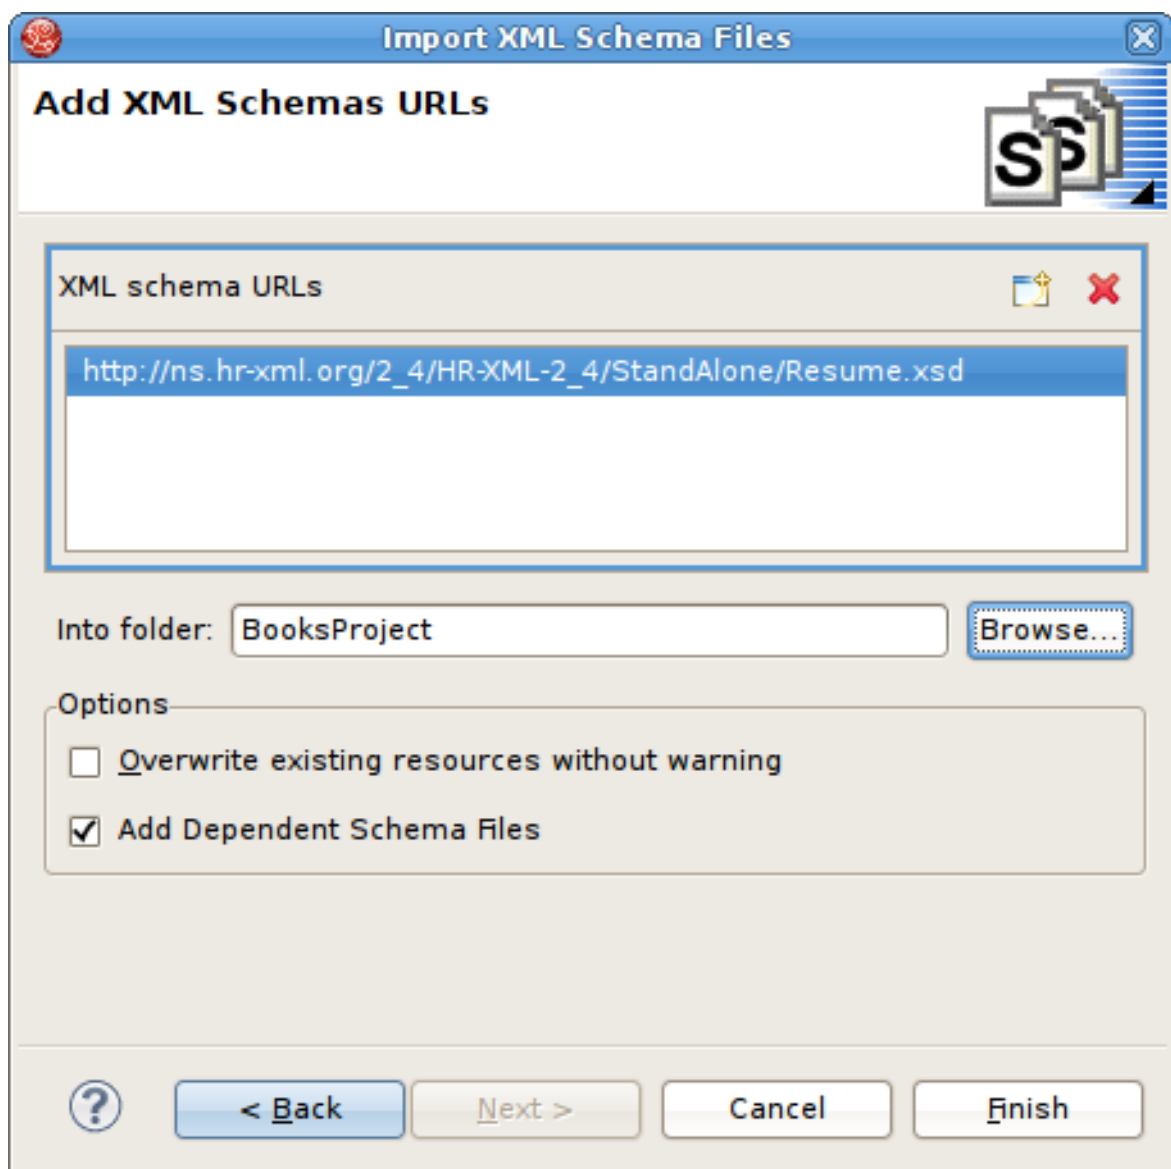 Import XML Schema Files
Add XML Schemas URLs
S S
XML schema URLs
http://ns.hr-xml.org/2_4/HR-XML-2_4/StandAlone/Resume.xsd
Into folder: BooksProject Browse...
Options
Overwrite existing resources without warning
Add Dependent Schema Files
? < Back Next > Cancel Finish